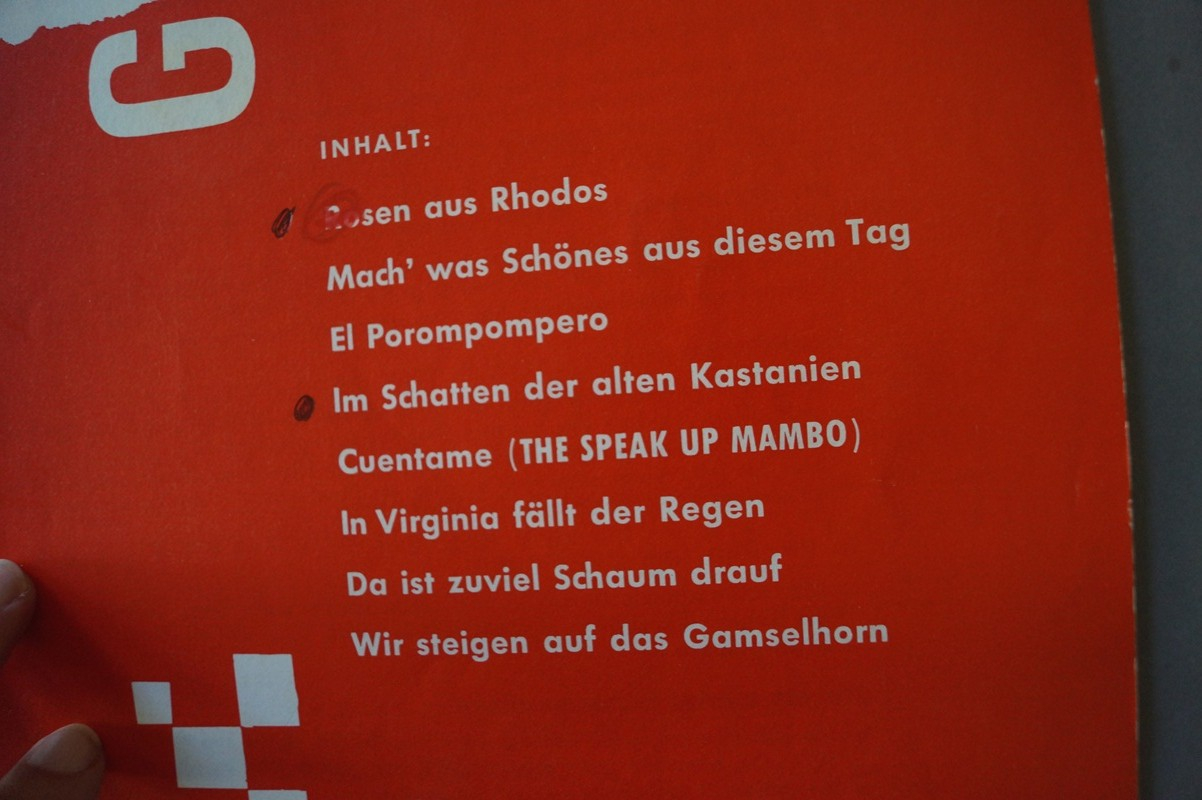 G
INHALT:
Rosen aus Rhodos
Mach' was Schönes aus diesem Tag
El Porompompero
Im Schatten der alten Kastanien
Cuentame (THE SPEAK UP MAMBO)
In Virginia fällt der Regen
Da ist zuviel Schaum drauf
Wir steigen auf das Gamselhorn